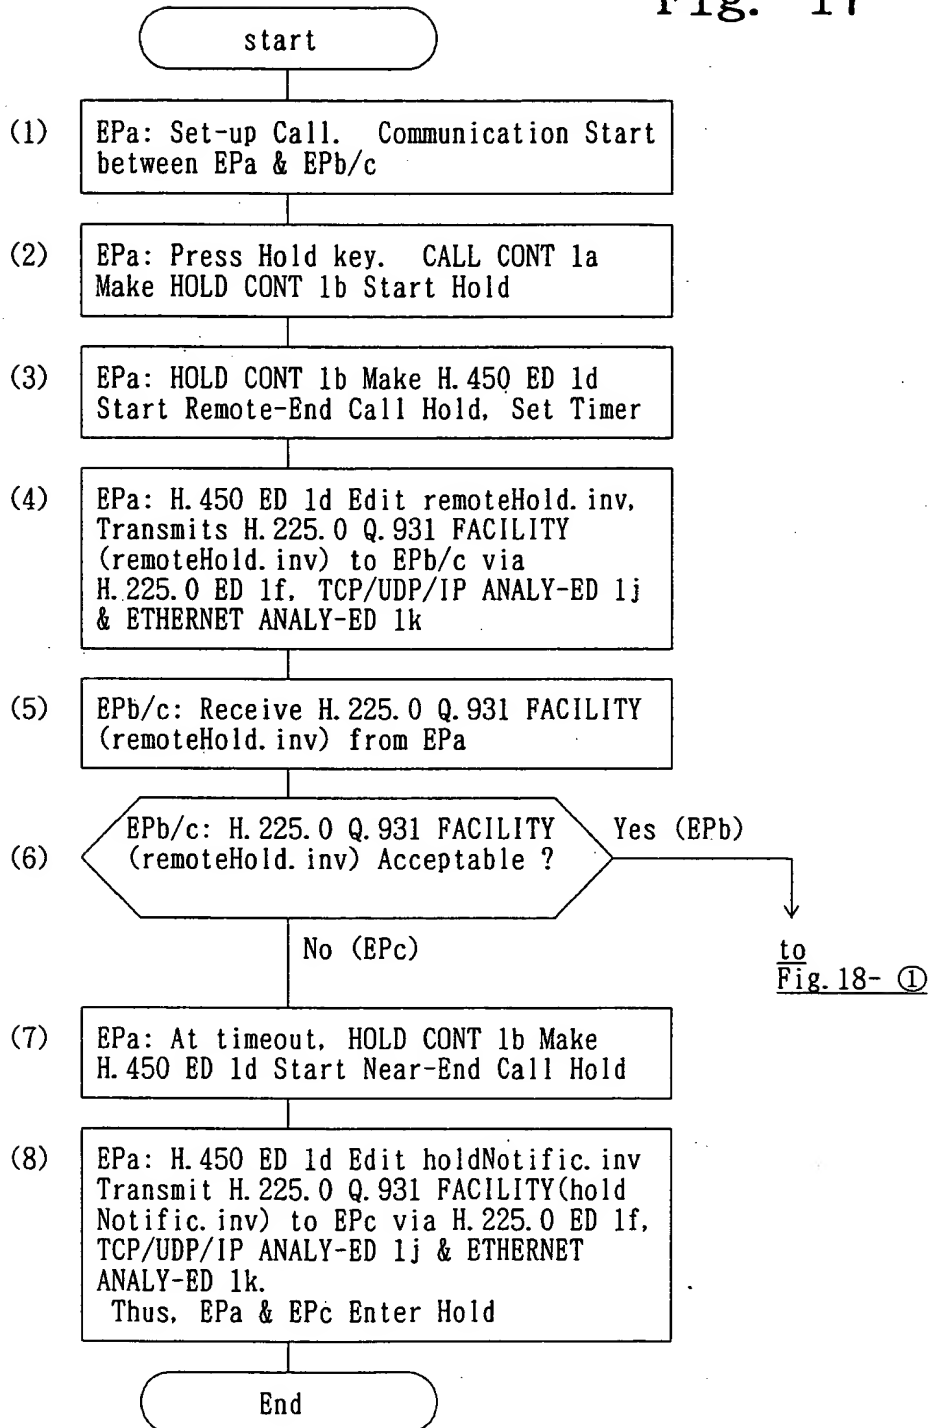 Fig. 17
start
(1)
EPa: Set-up Call. Communication Start
between EPa & EPb/c
(2)
EPa: Press Hold key. CALL CONT 1a
Make HOLD CONT 1b Start Hold
(3)
EPa: HOLD CONT 1b Make H.450 ED 1d
Start Remote-End Call Hold, Set Timer
(4)
EPa: H.450 ED 1d Edit remoteHold.inv,
Transmits H.225.0 Q.931 FACILITY
(remoteHold.inv) to EPb/c via
H.225.0 ED 1f, TCP/UDP/IP ANALY-ED 1j
& ETHERNET ANALY-ED 1k
(5)
EPb/c: Receive H.225.0 Q.931 FACILITY
(remoteHold.inv) from EPa
(6)
EPb/c: H.225.0 Q.931 FACILITY
(remoteHold.inv) Acceptable ?
Yes (EPb)
to
Fig.18- ①
No (EPc)
(7)
EPa: At timeout, HOLD CONT 1b Make
H.450 ED 1d Start Near-End Call Hold
(8)
EPa: H.450 ED 1d Edit holdNotific.inv
Transmit H.225.0 Q.931 FACILITY(hold
Notific.inv) to EPc via H.225.0 ED 1f,
TCP/UDP/IP ANALY-ED 1j & ETHERNET
ANALY-ED 1k.
Thus, EPa & EPc Enter Hold
End